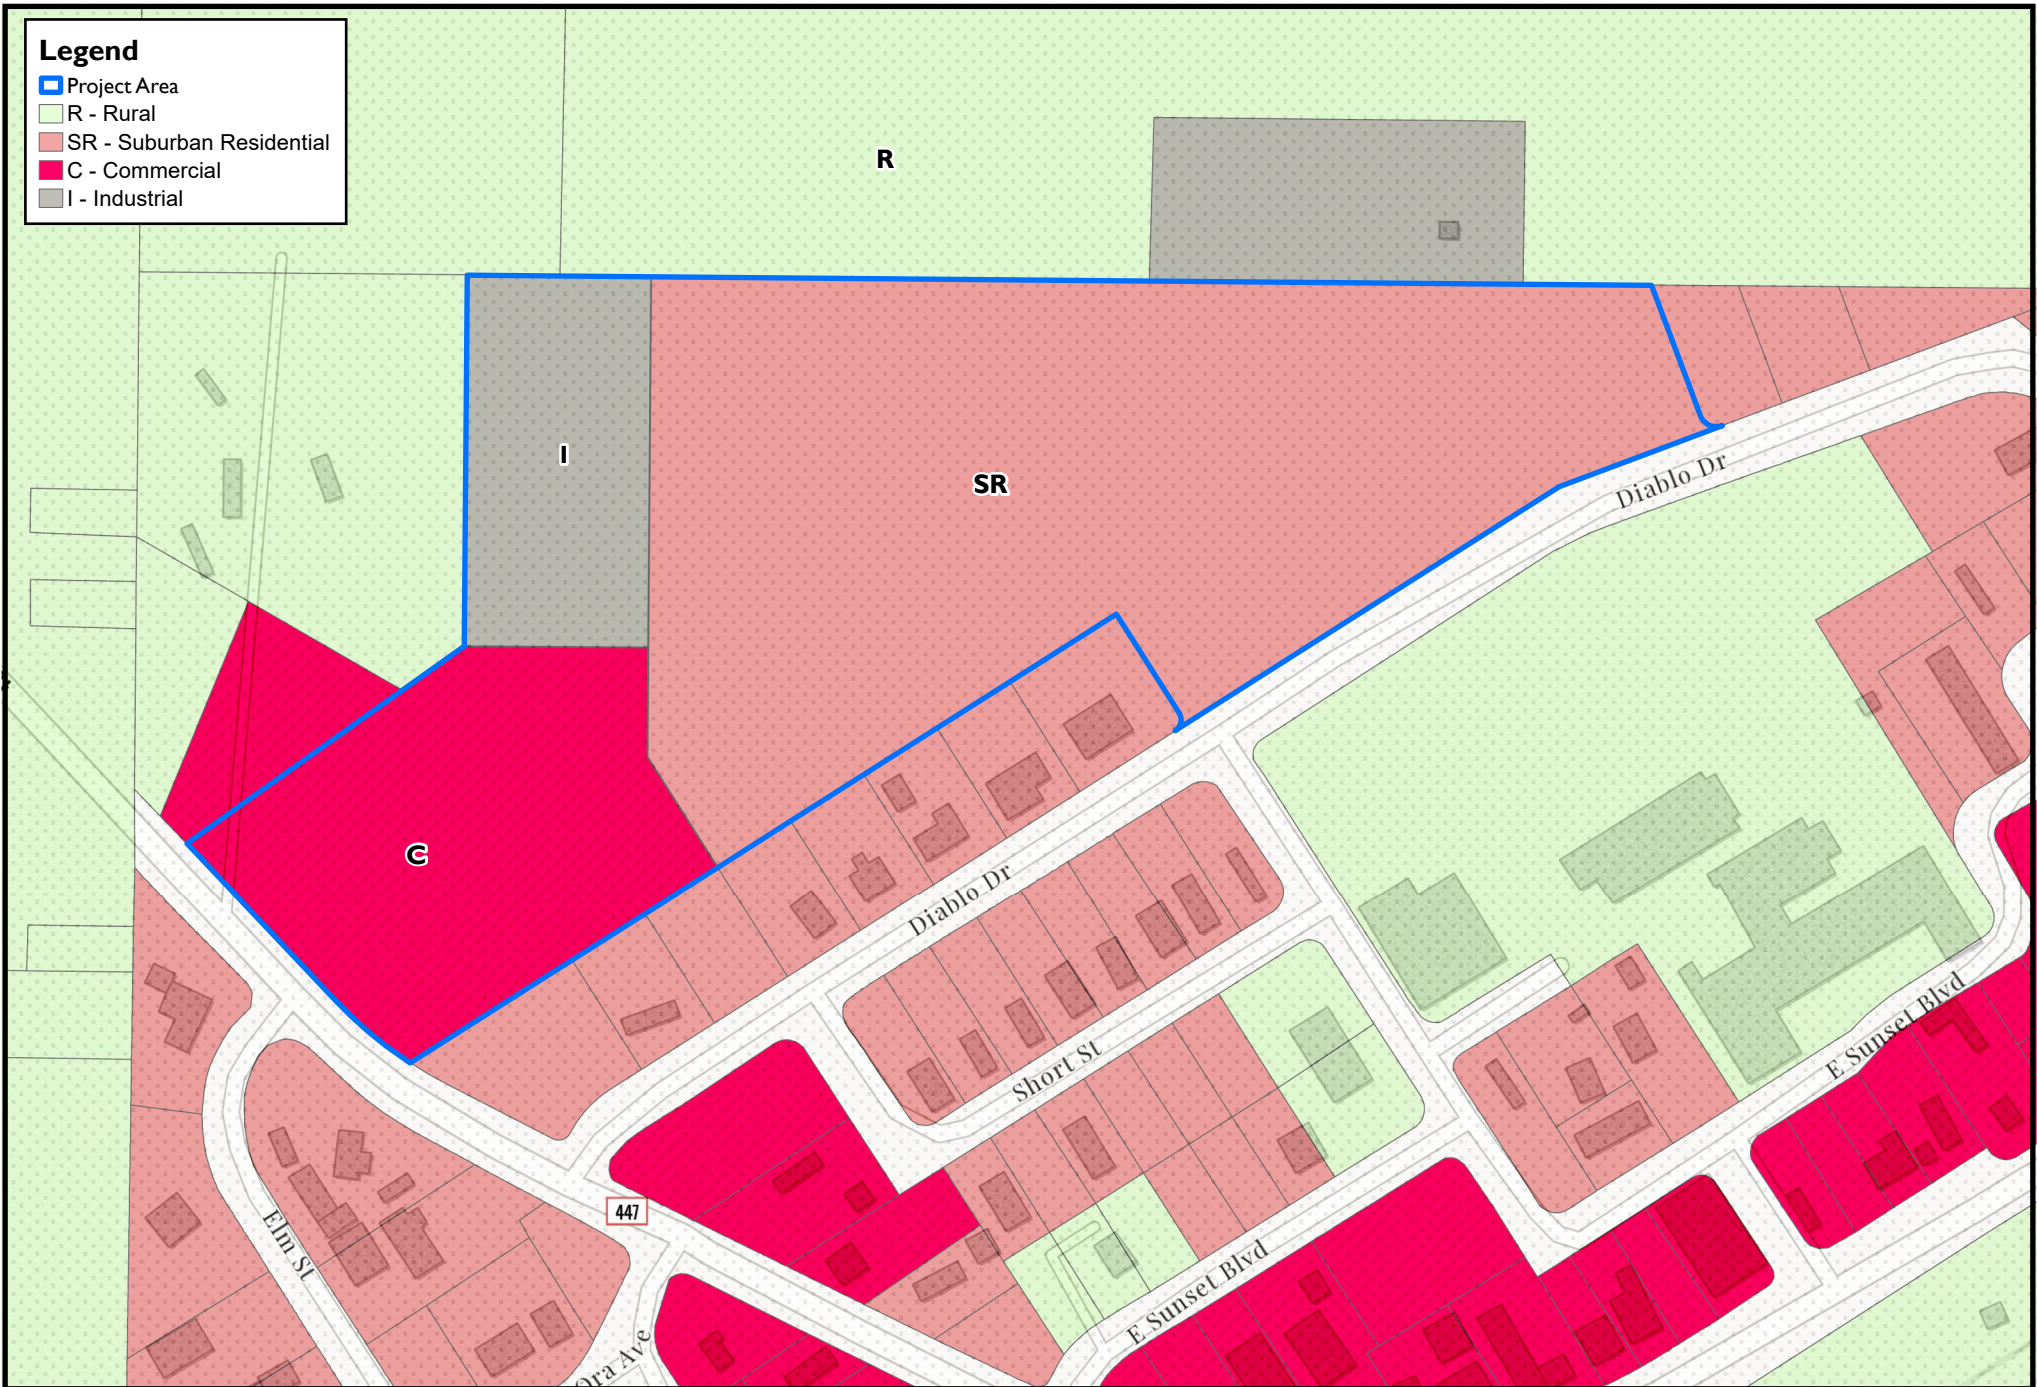 Legend
Project Area
R - Rural
SR - Suburban Residential
C - Commercial
I - Industrial
R
I
SR
Diablo Dr
C
Diablo Dr
Short St
E Sunset Blvd
447
Elm St
E Sunset Blvd
Ora Ave